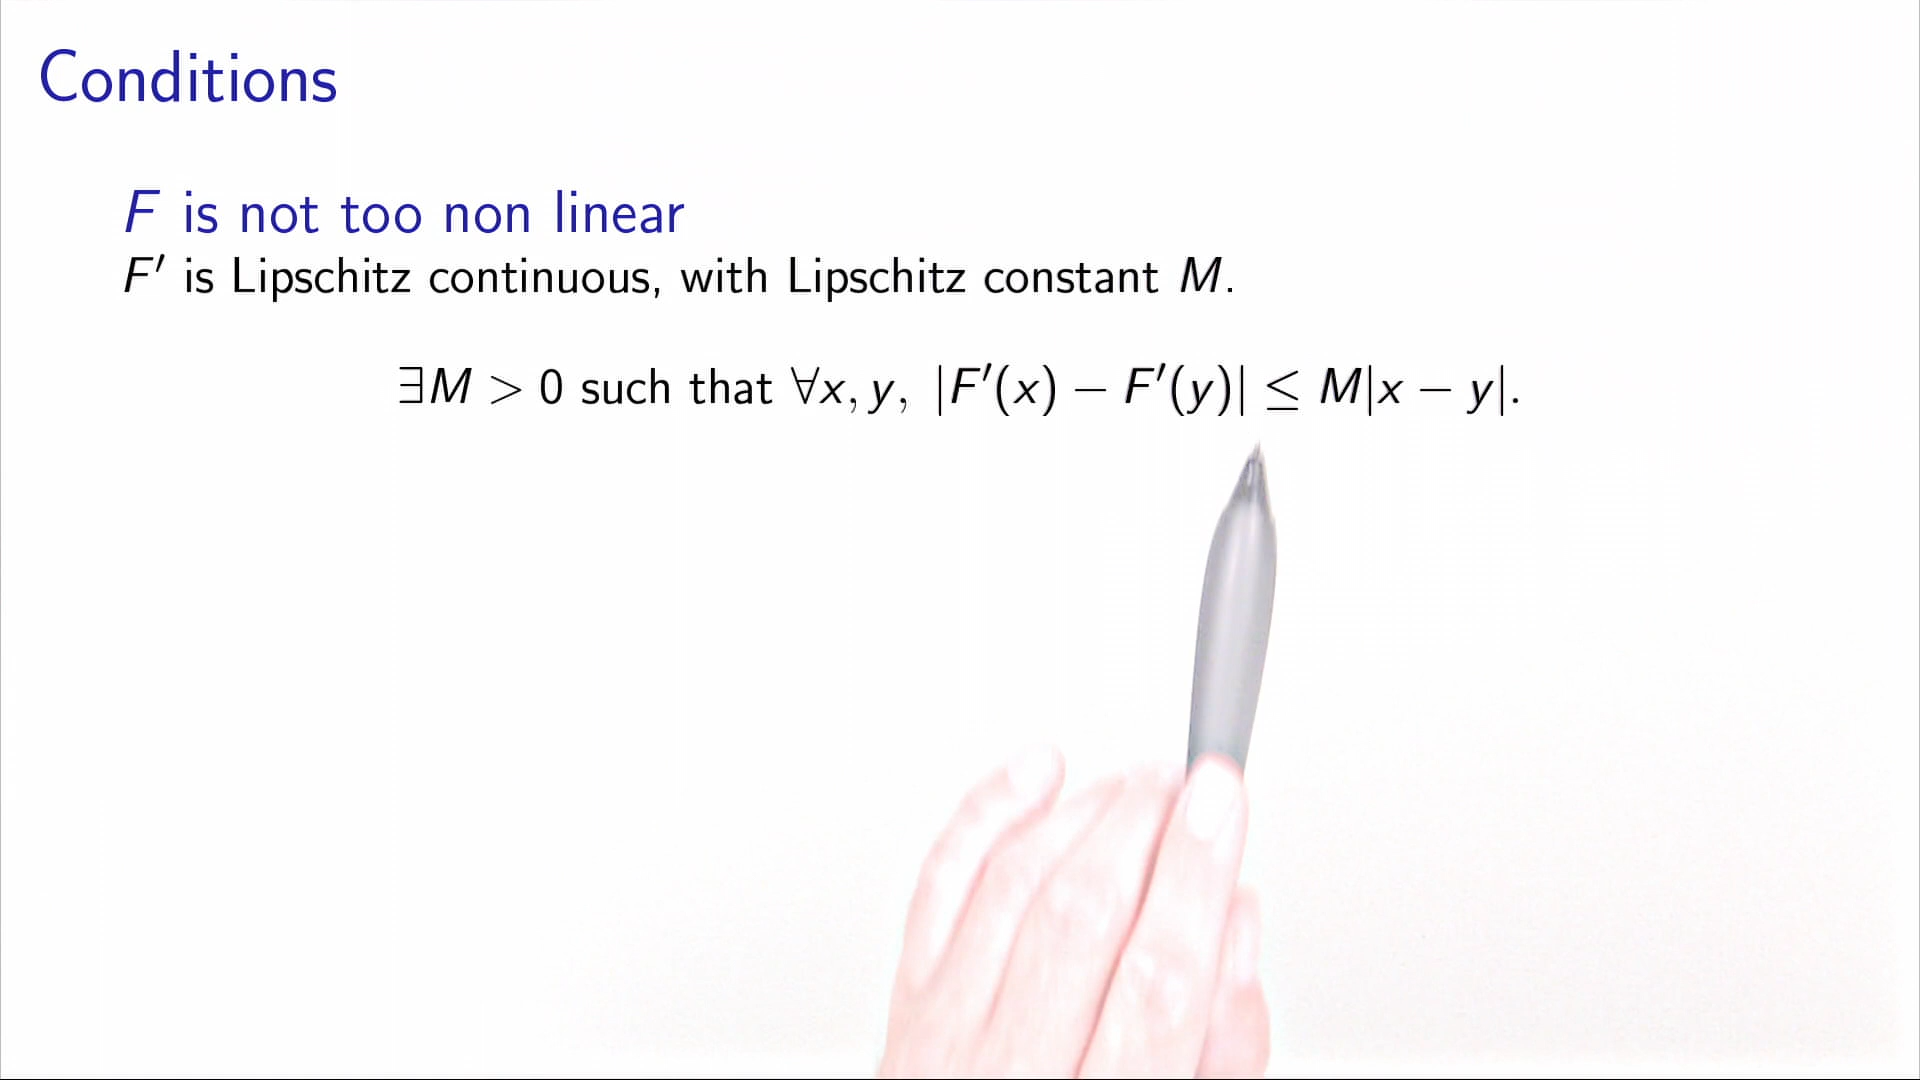 Conditions
F is not too non linear
F′ is Lipschitz continuous, with Lipschitz constant M.
∃M > 0 such that ∀x, y, |F′(x) − F′(y)| ≤ M|x − y|.